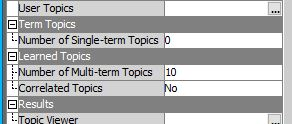 User Topics ...
Term Topics
Number of Single-term Topics 0
Learned Topics
Number of Multi-term Topics 10
Correlated Topics No
Results
Topic Viewer ...